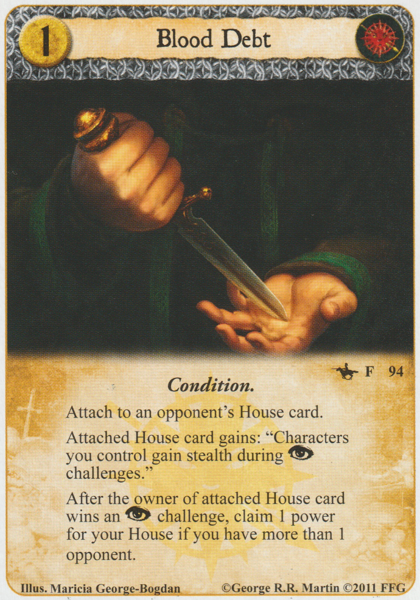 1
Blood Debt
F 94
Condition.
Attach to an opponent's House card.
Attached House card gains: “Characters
you control gain stealth during
challenges.”
After the owner of attached House card
wins an challenge, claim 1 power
for your House if you have more than 1
opponent.
Illus. Maricia George-Bogdan ©George R.R. Martin ©2011 FFG